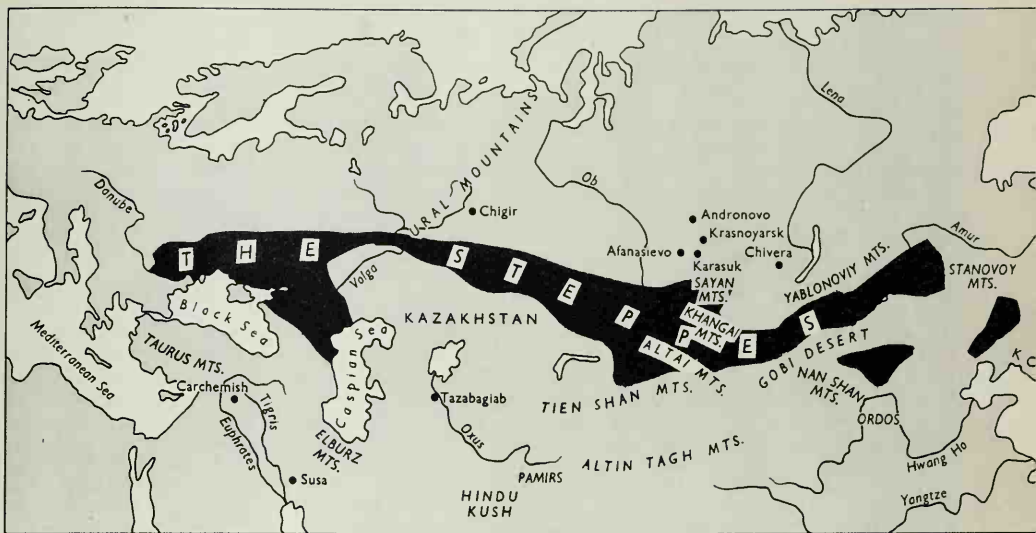 Lena
URAL MOUNTAINS
Ob
Danube
Chigir
Andronovo
Krasnoyarsk
Afanasievo
Chivera
Karasuk
Amur
THE STEPPES
SAYAN
MTS.
YABLONOVIY MTS.
STANOVOY
MTS.
Volga
KHANGAI
MTS.
Black Sea
KAZAKHSTAN
Caspian Sea
ALTAI MTS.
GOBI DESERT
Mediterranean Sea
TAURUS MTS.
NAN SHAN
MTS.
TIEN SHAN MTS.
Carchemish
Tigris
Tazabagiab
ORDOS
Euphrates
ELBURZ
MTS.
Oxus
ALTIN TAGH MTS.
Hwang Ho
Susa
PAMIRS
HINDU
KUSH
Yangtze